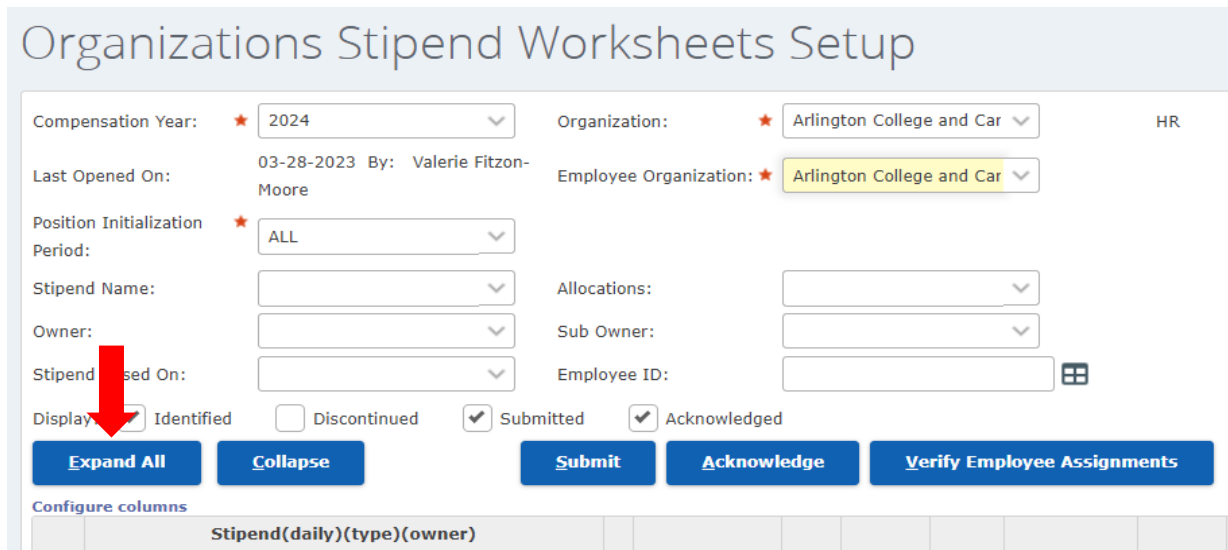 Organizations Stipend Worksheets Setup
Compensation Year: 2024 Organization: Arlington College and Car HR
Last Opened On: 03-28-2023 By: Valerie Fitzon-
Moore Employee Organization: Arlington College and Car
Position Initialization
Period: ALL
Stipend Name: Allocations:
Owner: Sub Owner:
Stipend On: Employee ID:
Display: Identified Discontinued Submitted Acknowledged
Expand All Collapse Submit Acknowledge Verify Employee Assignments
Configure columns
Stipend(daily)(type)(owner)